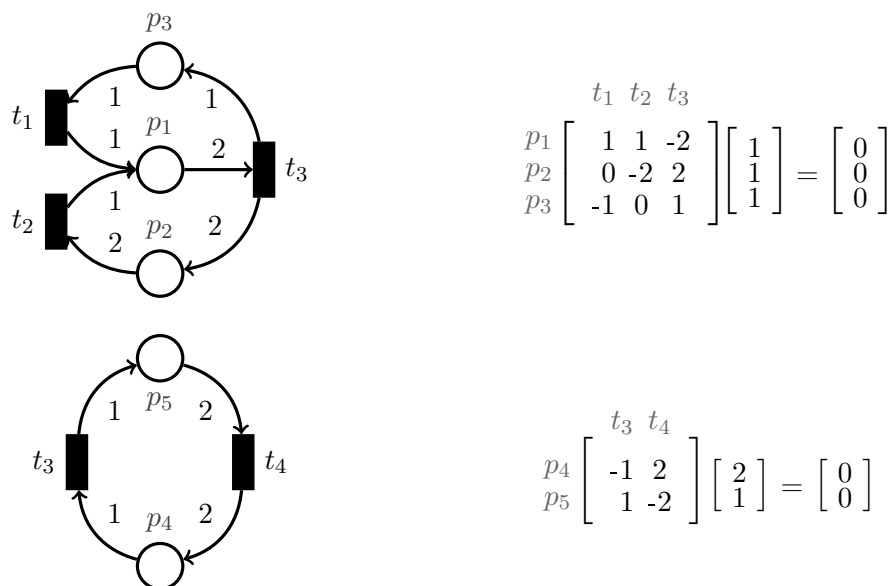 p3
1 1
t1
1 p1 2
t3
1
t2
2 p2 2
t1 t2 t3
p1 1 1 -2 1 0
p2 0 -2 2 1 = 0
p3 -1 0 1 1 0
1 p5 2
t3 t4
1 p4 2
t3 t4
p4 -1 2 2 = 0
p5 1 -2 1 0